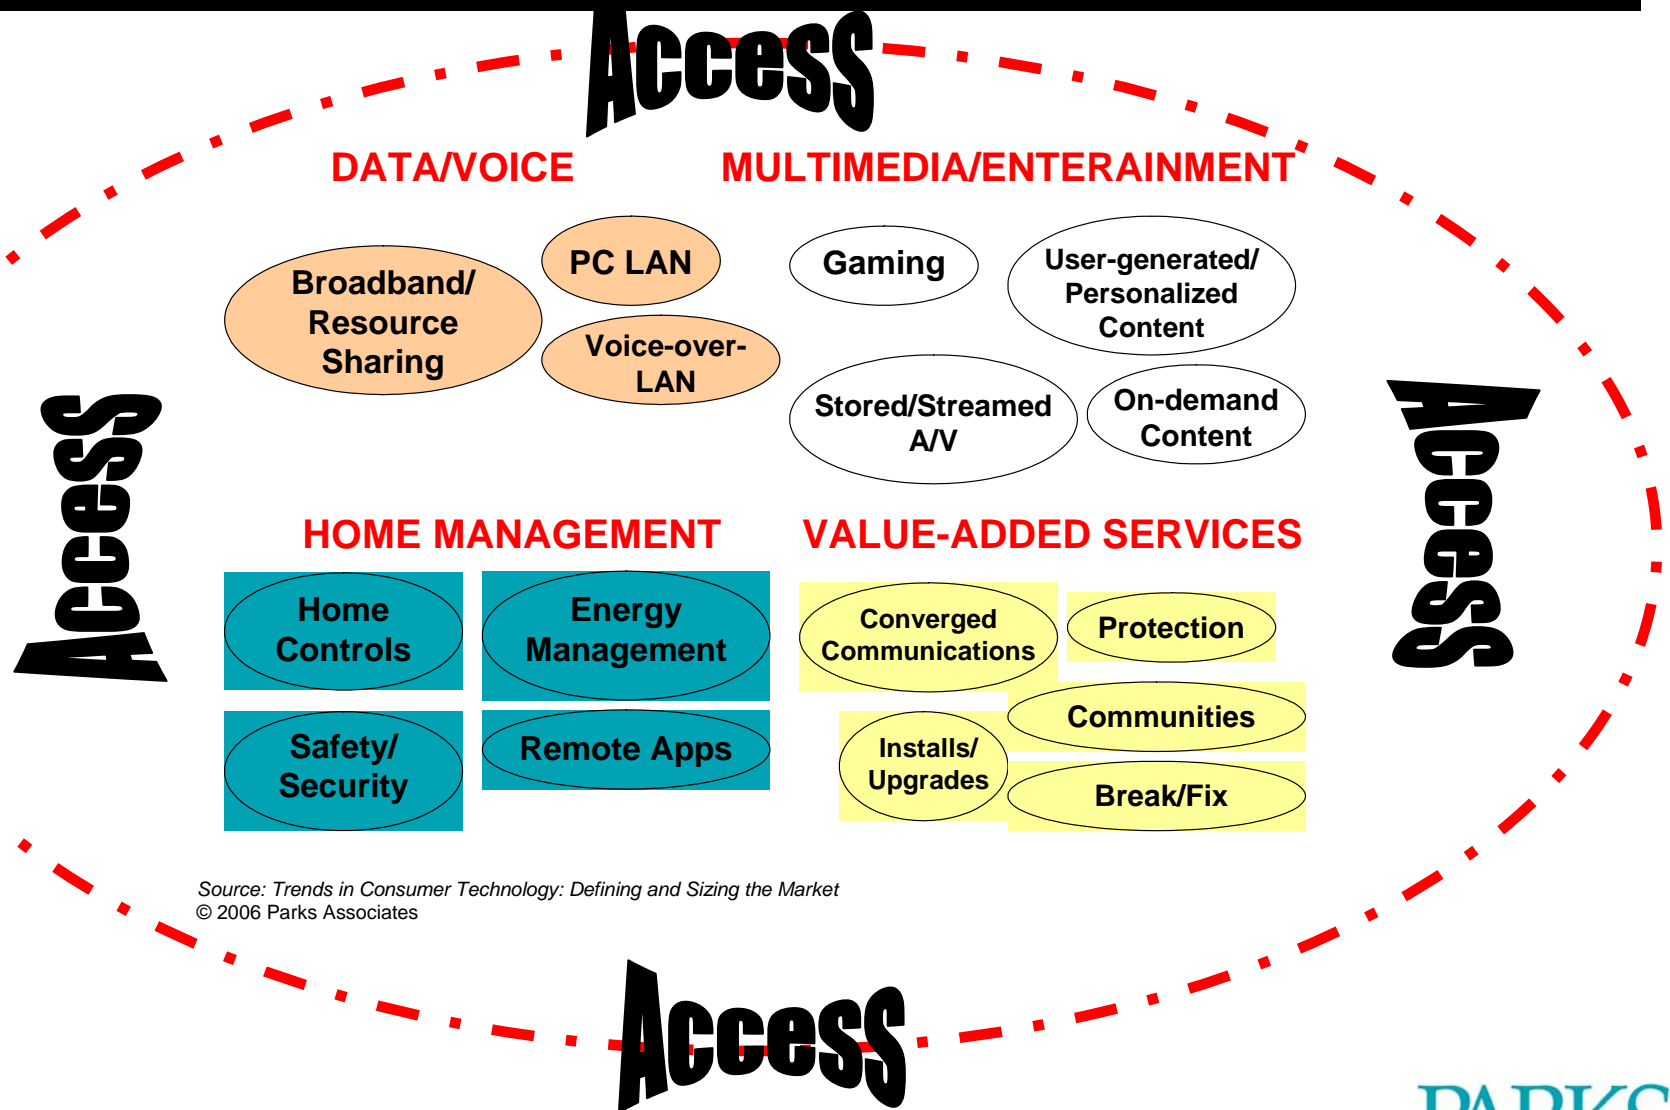 Access
DATA/VOICE
MULTIMEDIA/ENTERAINMENT
Broadband/
Resource
Sharing
PC LAN
Voice-over-
LAN
Gaming
User-generated/
Personalized
Content
Stored/Streamed
A/V
On-demand
Content
Access
Access
HOME MANAGEMENT
VALUE-ADDED SERVICES
Home
Controls
Energy
Management
Safety/
Security
Remote Apps
Converged
Communications
Protection
Communities
Installs/
Upgrades
Break/Fix
Source: Trends in Consumer Technology: Defining and Sizing the Market
© 2006 Parks Associates
Access
PARKS